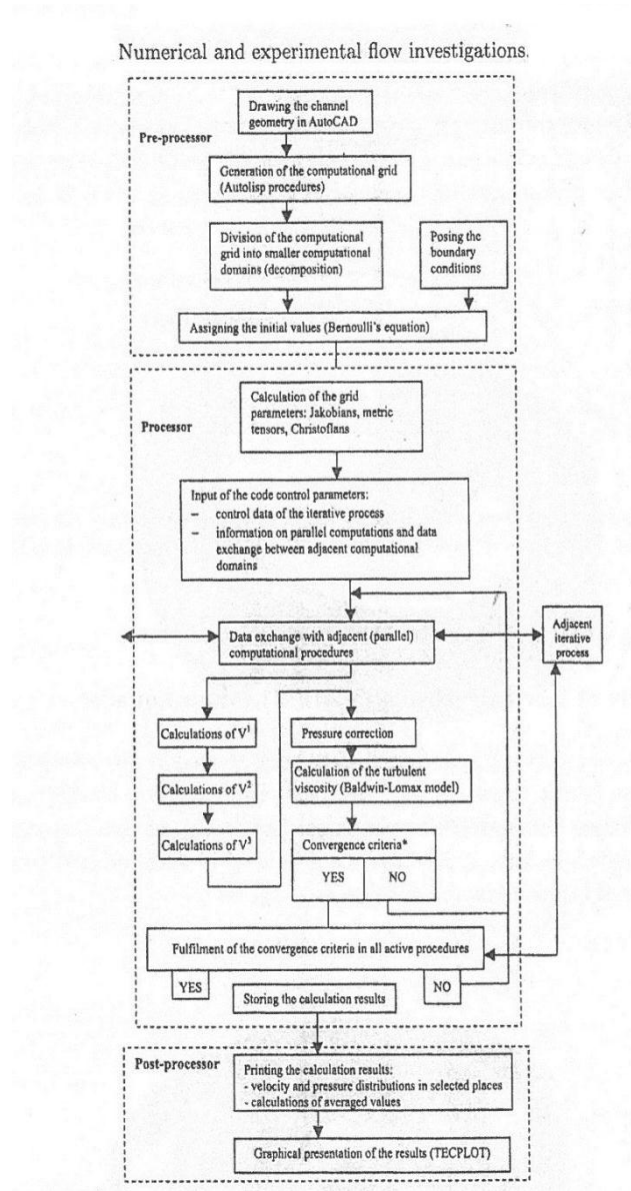 Numerical and experimental flow investigations.
Drawing the channel
geometry in AutoCAD
Pre-processor
Generation of the computational grid
(Autolisp procedures)
Division of the computational
grid into smaller computational
domains (decomposition)
Posing the
boundary
conditions
Assigning the initial values (Bernoulli's equation)
Processor
Calculation of the grid
parameters: Jakobians, metric
tensors, Christoflans
Input of the code control parameters:
– control data of the iterative process
– information on parallel computations and data
exchange between adjacent computational
domains
Data exchange with adjacent (parallel)
computational procedures
Adjacent
iterative
process
Calculations of V¹
Calculations of V²
Calculations of V³
Pressure correction
Calculation of the turbulent
viscosity (Baldwin-Lomax model)
Convergence criteria*
YES NO
Fulfilment of the convergence criteria in all active procedures
YES NO
Storing the calculation results
Post-processor
Printing the calculation results:
- velocity and pressure distributions in selected places
- calculations of averaged values
Graphical presentation of the results (TECPLOT)